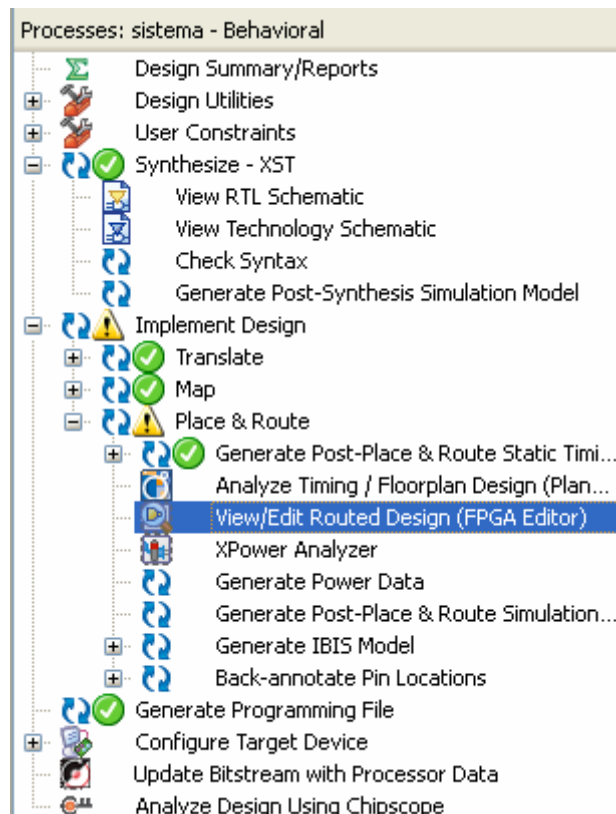 Processes: sistema - Behavioral
Design Summary/Reports
Design Utilities
User Constraints
Synthesize - XST
View RTL Schematic
View Technology Schematic
Check Syntax
Generate Post-Synthesis Simulation Model
Implement Design
Translate
Map
Place & Route
Generate Post-Place & Route Static Timi...
Analyze Timing / Floorplan Design (Plan...
View/Edit Routed Design (FPGA Editor)
XPower Analyzer
Generate Power Data
Generate Post-Place & Route Simulation...
Generate IBIS Model
Back-annotate Pin Locations
Generate Programming File
Configure Target Device
Update Bitstream with Processor Data
Analyze Design Using Chipscope